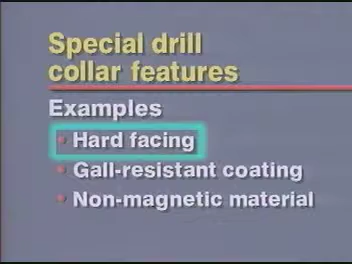 Special drill
collar features
Examples
• Hard facing
• Gall-resistant coating
• Non-magnetic material